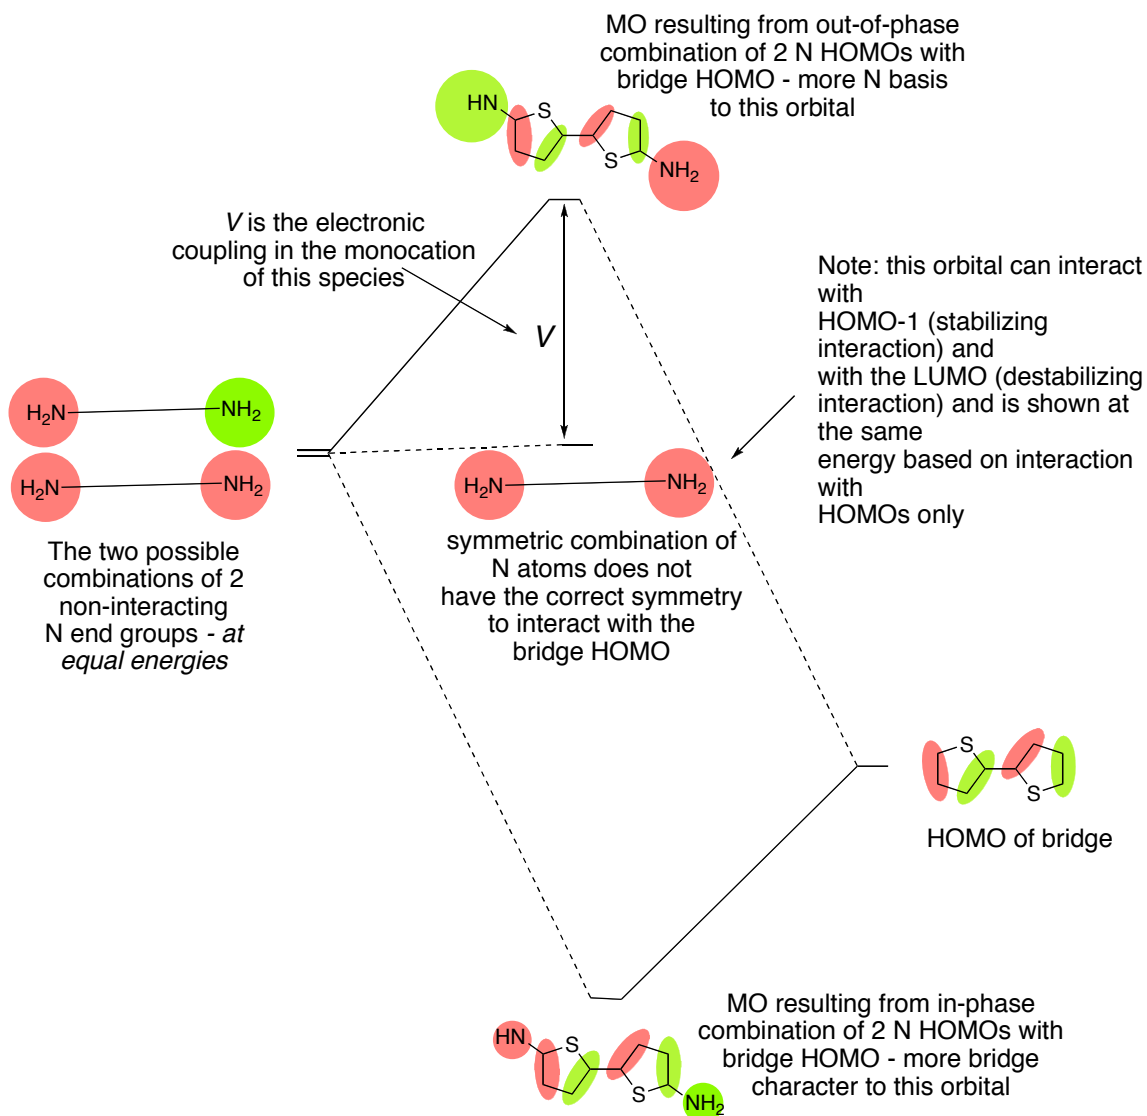 MO resulting from out-of-phase
combination of 2 N HOMOs with
bridge HOMO - more N basis
to this orbital
HN
S
S
NH2
V is the electronic
coupling in the monocation
of this species
V
Note: this orbital can interact
with
HOMO-1 (stabilizing
interaction) and
with the LUMO (destabilizing
interaction) and is shown at
the same
energy based on interaction
with
HOMOs only
H2N
NH2
H2N
NH2
The two possible
combinations of 2
non-interacting
N end groups - at
equal energies
H2N
NH2
symmetric combination of
N atoms does not
have the correct symmetry
to interact with the
bridge HOMO
S
S
HOMO of bridge
HN
S
S
NH2
MO resulting from in-phase
combination of 2 N HOMOs with
bridge HOMO - more bridge
character to this orbital